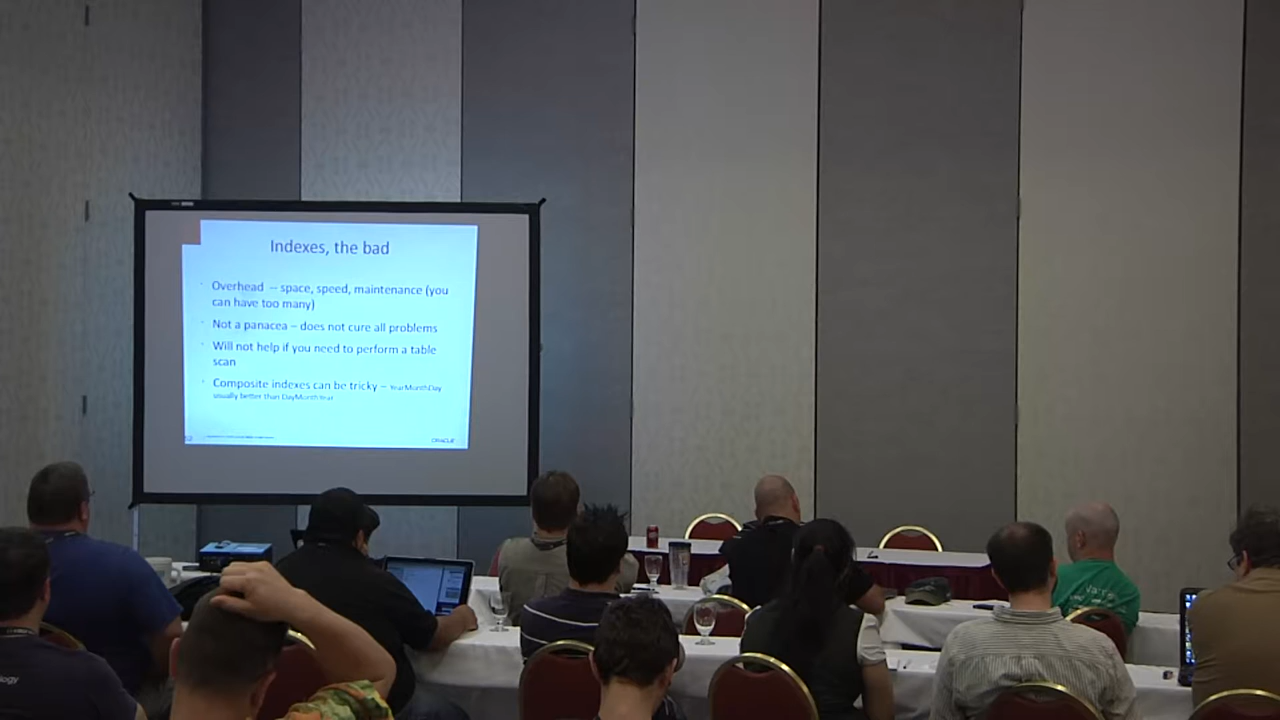 Indexes, the bad
Overhead -- space, speed, maintenance (you
can have too many)
Not a panacea – does not cure all problems
Will not help if you need to perform a table
scan
Composite indexes can be tricky – YearMonthDay
usually better than DayMonthYear
ORACLE
ology